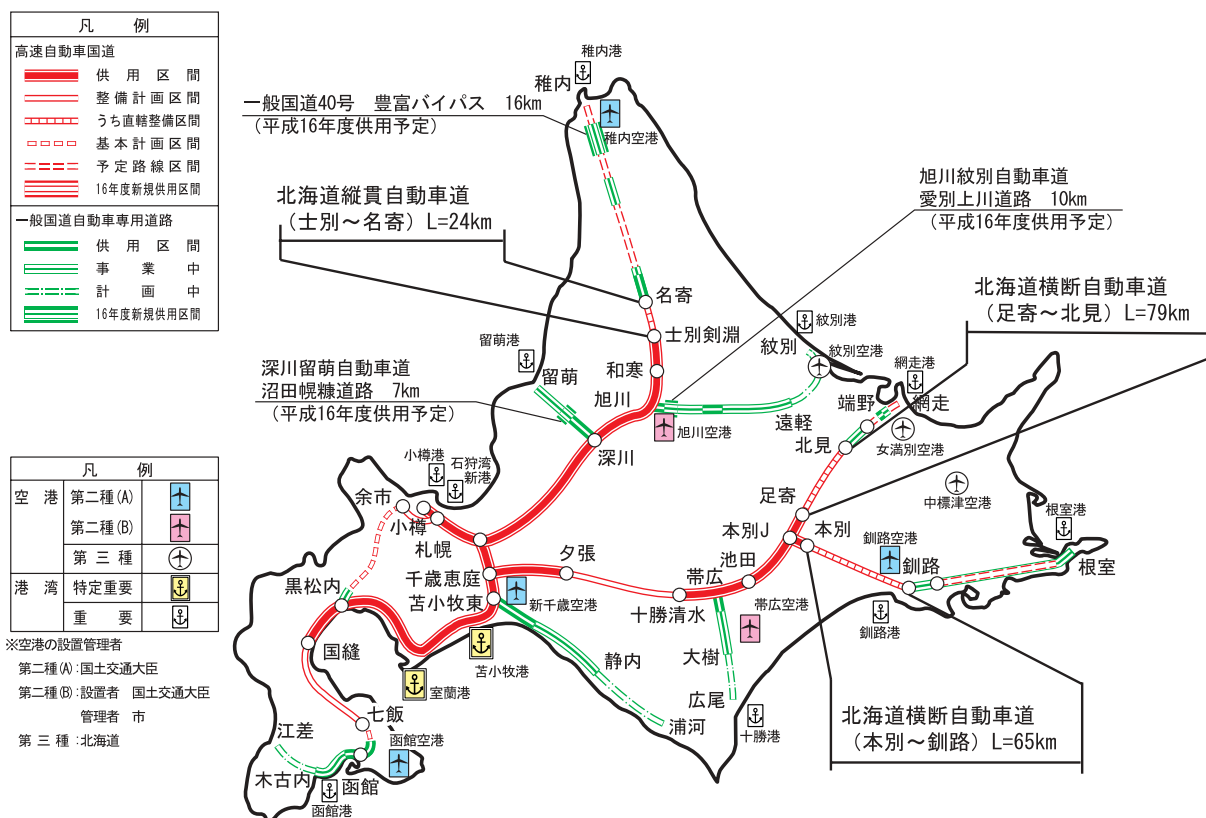 凡 例
高速自動車国道
供用区間
整備計画区間
うち直轄整備区間
基本計画区間
予定路線区間
16年度新規供用区間
一般国道自動車専用道路
供用区間
事業中
計画中
16年度新規供用区間
凡 例
空港
第二種(A)
第二種(B)
第三種
港湾
特定重要
重要
※空港の設置管理者
第二種(A):国土交通大臣
第二種(B):設置者 国土交通大臣
管理者 市
第三種:北海道
稚内港
稚内
稚内空港
一般国道40号 豊富バイパス 16km
(平成16年度供用予定)
北海道縦貫自動車道
(士別～名寄)L=24km
旭川紋別自動車道
愛別上川道路 10km
(平成16年度供用予定)
北海道横断自動車道
(足寄～北見)L=79km
名寄
士別剣淵
和寒
旭川
旭川空港
留萌港
留萌
深川留萌自動車道
沼田幌糠道路 7km
(平成16年度供用予定)
深川
紋別港
紋別
紋別空港
遠軽
網走港
端野
網走
北見
女満別空港
中標津空港
足寄
本別J
本別
根室港
根室
釧路空港
釧路
釧路港
小樽港
石狩湾
新港
余市
小樽
札幌
夕張
千歳恵庭
苫小牧東
新千歳空港
池田
帯広
十勝清水
帯広空港
黒松内
国縫
苫小牧港
室蘭港
静内
浦河
大樹
広尾
十勝港
北海道横断自動車道
(本別～釧路)L=65km
七飯
江差
函館空港
木古内
函館
函館港